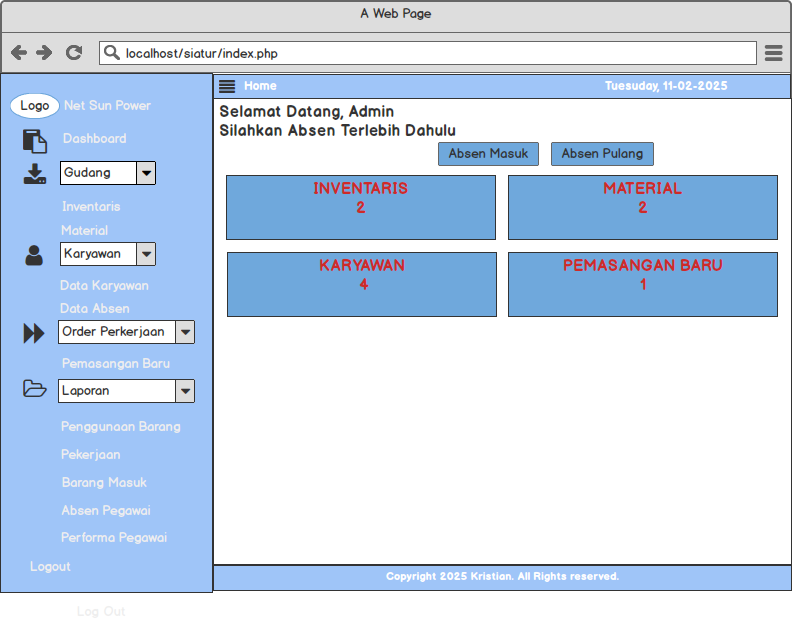 A Web Page
localhost/siatur/index.php
Logo Net Sun Power
Dashboard
Gudang
Inventaris
Material
Karyawan
Data Karyawan
Data Absen
Order Perkerjaan
Pemasangan Baru
Laporan
Penggunaan Barang
Pekerjaan
Barang Masuk
Absen Pegawai
Performa Pegawai
Logout
Log Out
Home Tuesuday, 11-02-2025
Selamat Datang, Admin
Silahkan Absen Terlebih Dahulu
Absen Masuk Absen Pulang
INVENTARIS
2
MATERIAL
2
KARYAWAN
4
PEMASANGAN BARU
1
Copyright 2025 Kristian. All Rights reserved.